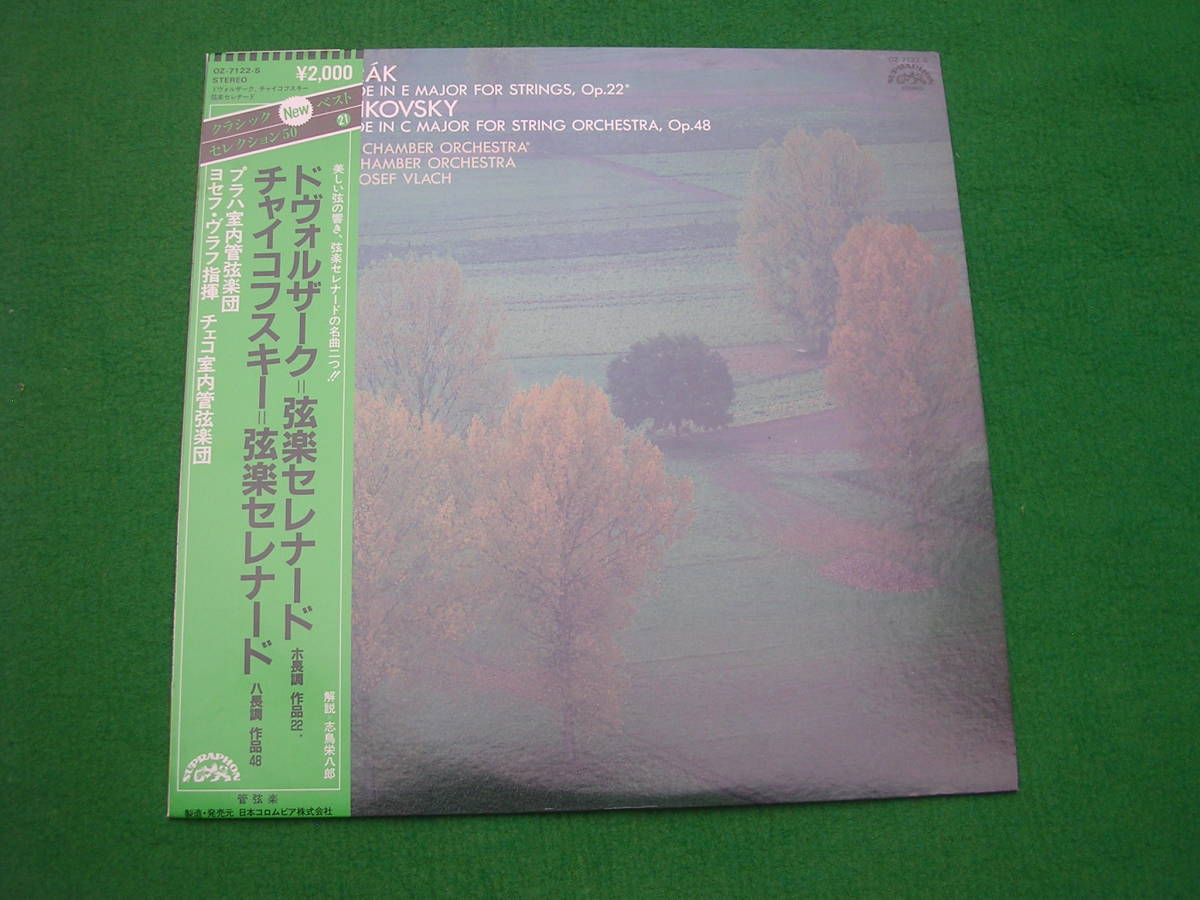 OZ-7122-S
STEREO
¥2,000
ドヴォルザーク、チャイコフスキー
弦楽セレナード
クラシック New ベスト
セレクション50 21
美しい弦の響き、弦楽セレナードの名曲二つ!!
ドヴォルザーク=弦楽セレナード ホ長調 作品22.
チャイコフスキー=弦楽セレナード ハ長調 作品48
プラハ室内管弦楽団
ヨセフ・ヴラフ指揮 チェコ室内管弦楽団
解説 志鳥栄八郎
SUPRAPHON
管弦楽
製造・発売元 日本コロムビア株式会社
ÁK
DE IN E MAJOR FOR STRINGS, Op.22*
IKOVSKY
DE IN C MAJOR FOR STRING ORCHESTRA, Op.48
CHAMBER ORCHESTRA*
HAMBER ORCHESTRA
OSEF VLACH
OZ-7122-S
SUPRAPHON
STEREO